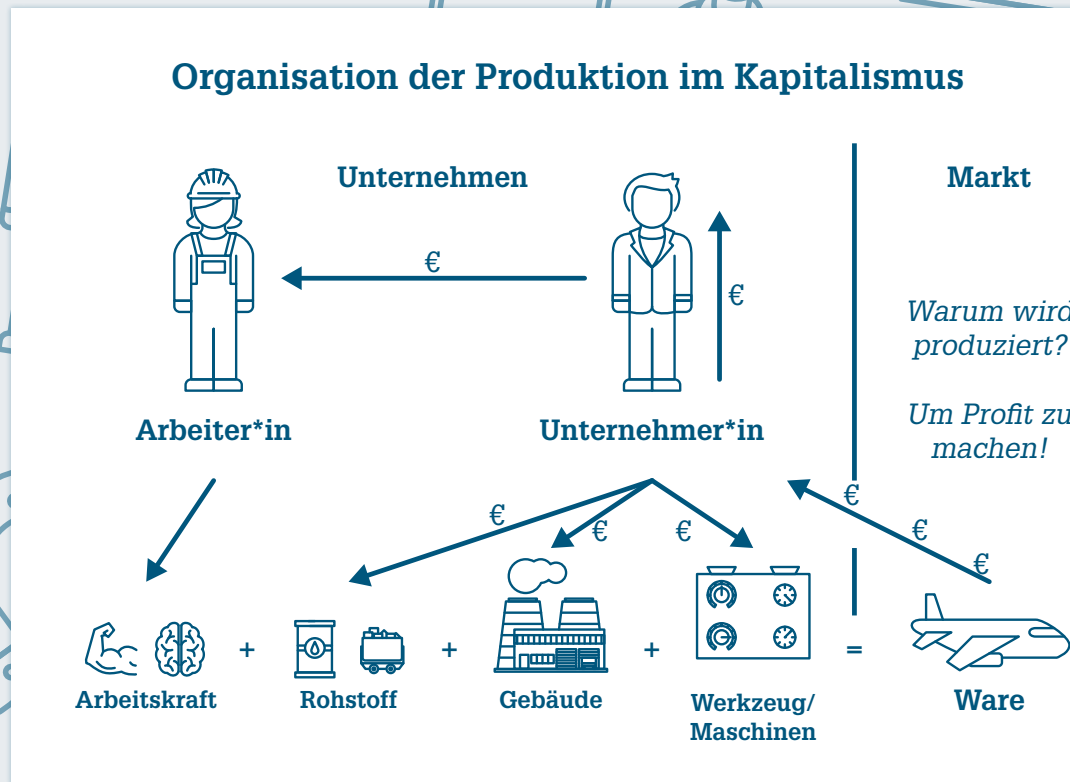 Organisation der Produktion im Kapitalismus
Unternehmen
Markt
€
€
Warum wird
produziert?
Um Profit zu
machen!
Arbeiter*in
Unternehmer*in
€
€
€
€
€
€
+
+
+
=
Arbeitskraft
Rohstoff
Gebäude
Werkzeug/
Maschinen
Ware